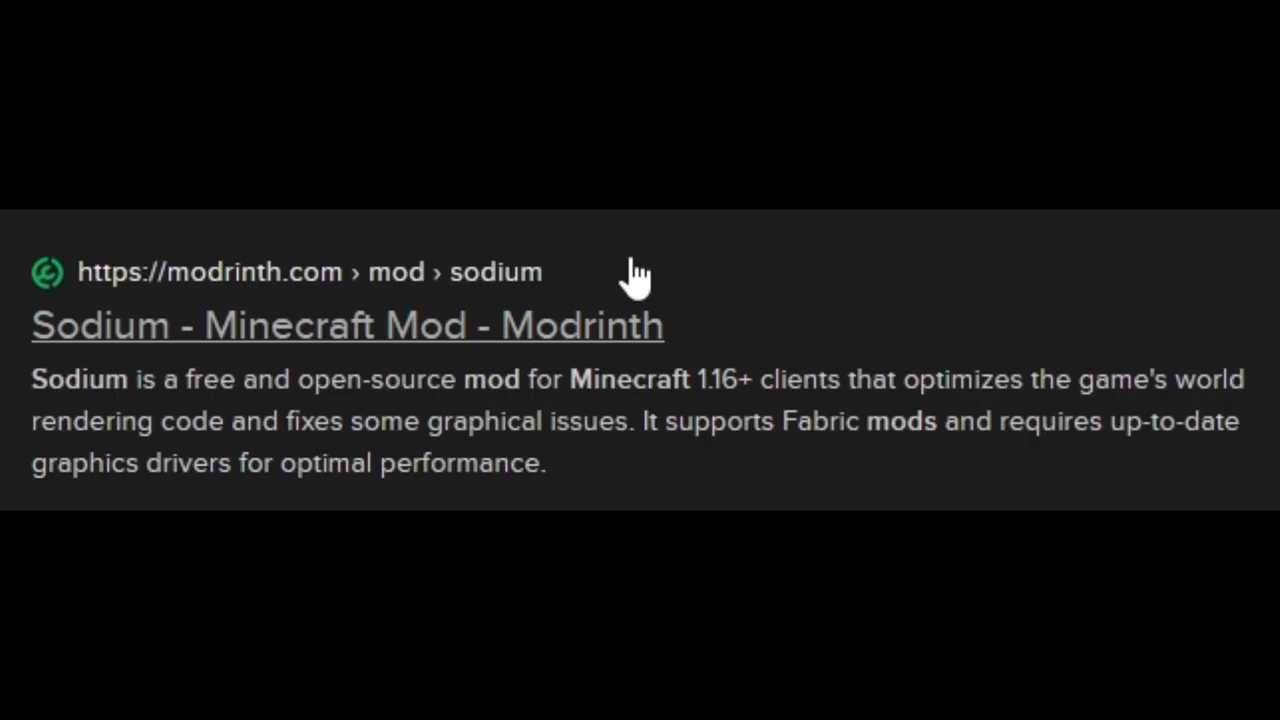 https://modrinth.com › mod › sodium
Sodium - Minecraft Mod - Modrinth
Sodium is a free and open-source mod for Minecraft 1.16+ clients that optimizes the game's world
rendering code and fixes some graphical issues. It supports Fabric mods and requires up-to-date
graphics drivers for optimal performance.